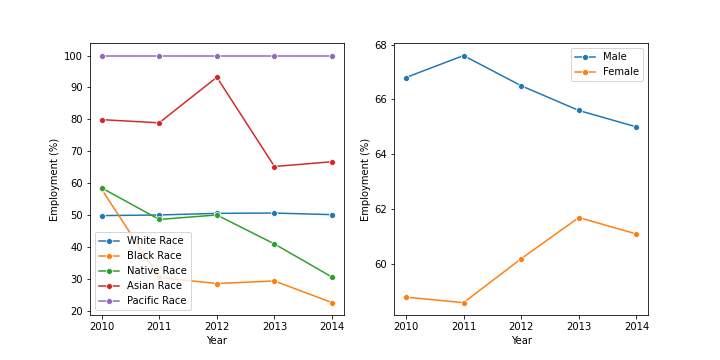 100
90
80
70
60
50
40
30
20
Employment (%)
White Race
Black Race
Native Race
Asian Race
Pacific Race
2010 2011 2012 2013 2014
Year
68
66
64
62
60
Employment (%)
Male
Female
2010 2011 2012 2013 2014
Year